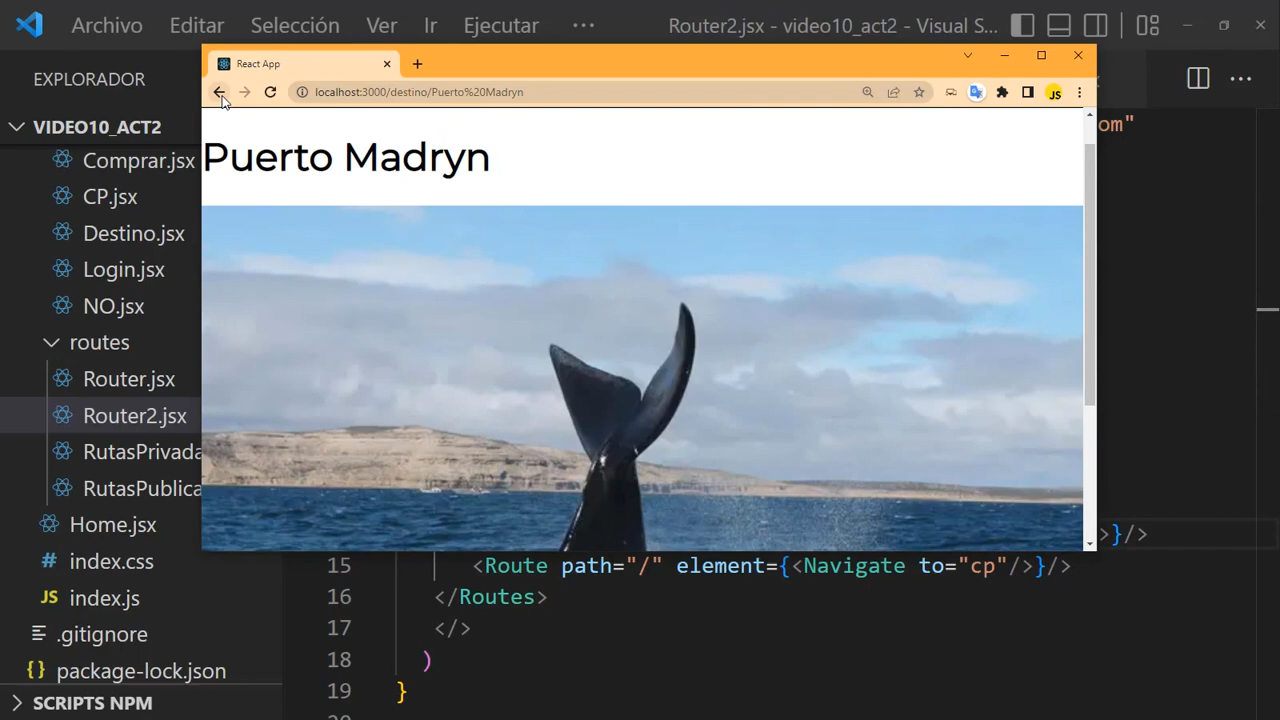 Archivo Editar Selección Ver Ir Ejecutar ··· Router2.jsx - video10_act2 - Visual S...
EXPLORADOR
React App
localhost:3000/destino/Puerto%20Madryn
JS
VIDEO10_ACT2
om"
Comprar.jsx
Puerto Madryn
CP.jsx
Destino.jsx
Login.jsx
NO.jsx
routes
Router.jsx
Router2.jsx
RutasPrivada
RutasPublica
Home.jsx
>}/>
# index.css
15 <Route path="/" element={<Navigate to="cp"/>}/>
JS index.js
16 </Routes>
.gitignore
17 </>
{} package-lock.json
18 )
SCRIPTS NPM
19 }